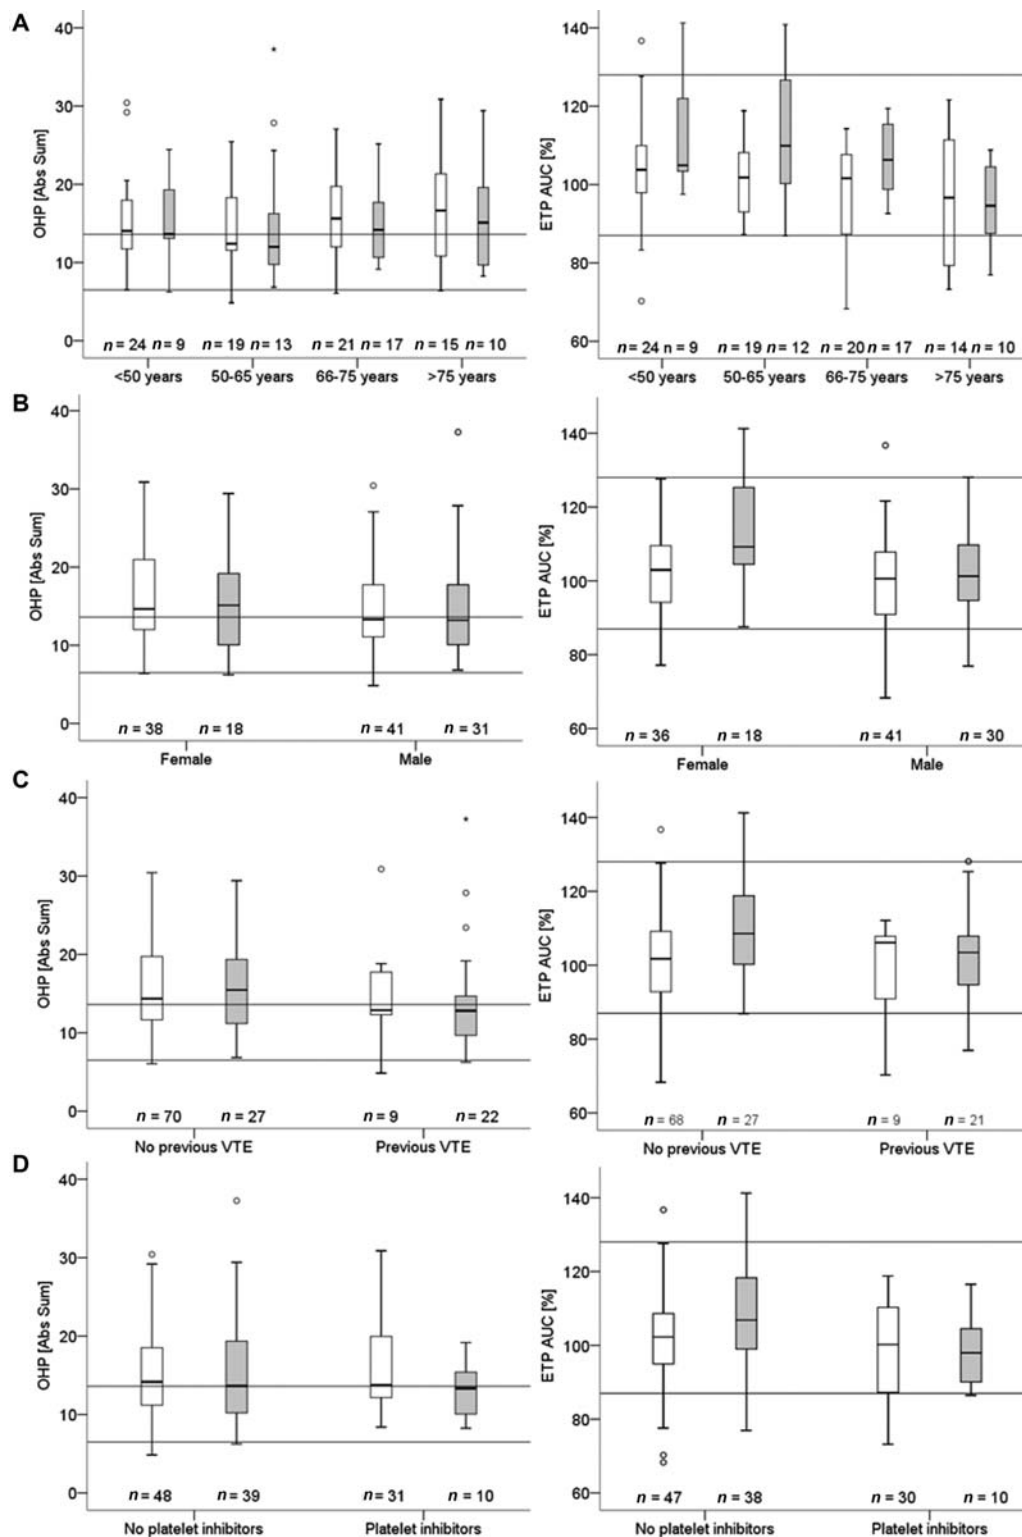 A
OHP [Abs Sum]
40
30
20
10
0
n = 24 n = 9 n = 19 n = 13 n = 21 n = 17 n = 15 n = 10
<50 years 50-65 years 66-75 years >75 years
ETP AUC [%]
140
120
100
80
60
n = 24 n = 9 n = 19 n = 12 n = 20 n = 17 n = 14 n = 10
<50 years 50-65 years 66-75 years >75 years
B
OHP [Abs Sum]
40
30
20
10
0
n = 38 n = 18 n = 41 n = 31
Female Male
ETP AUC [%]
140
120
100
80
60
n = 36 n = 18 n = 41 n = 30
Female Male
C
OHP [Abs Sum]
40
30
20
10
0
n = 70 n = 27 n = 9 n = 22
No previous VTE Previous VTE
ETP AUC [%]
140
120
100
80
60
n = 68 n = 27 n = 9 n = 21
No previous VTE Previous VTE
D
OHP [Abs Sum]
40
30
20
10
0
n = 48 n = 39 n = 31 n = 10
No platelet inhibitors Platelet inhibitors
ETP AUC [%]
140
120
100
80
60
n = 47 n = 38 n = 30 n = 10
No platelet inhibitors Platelet inhibitors